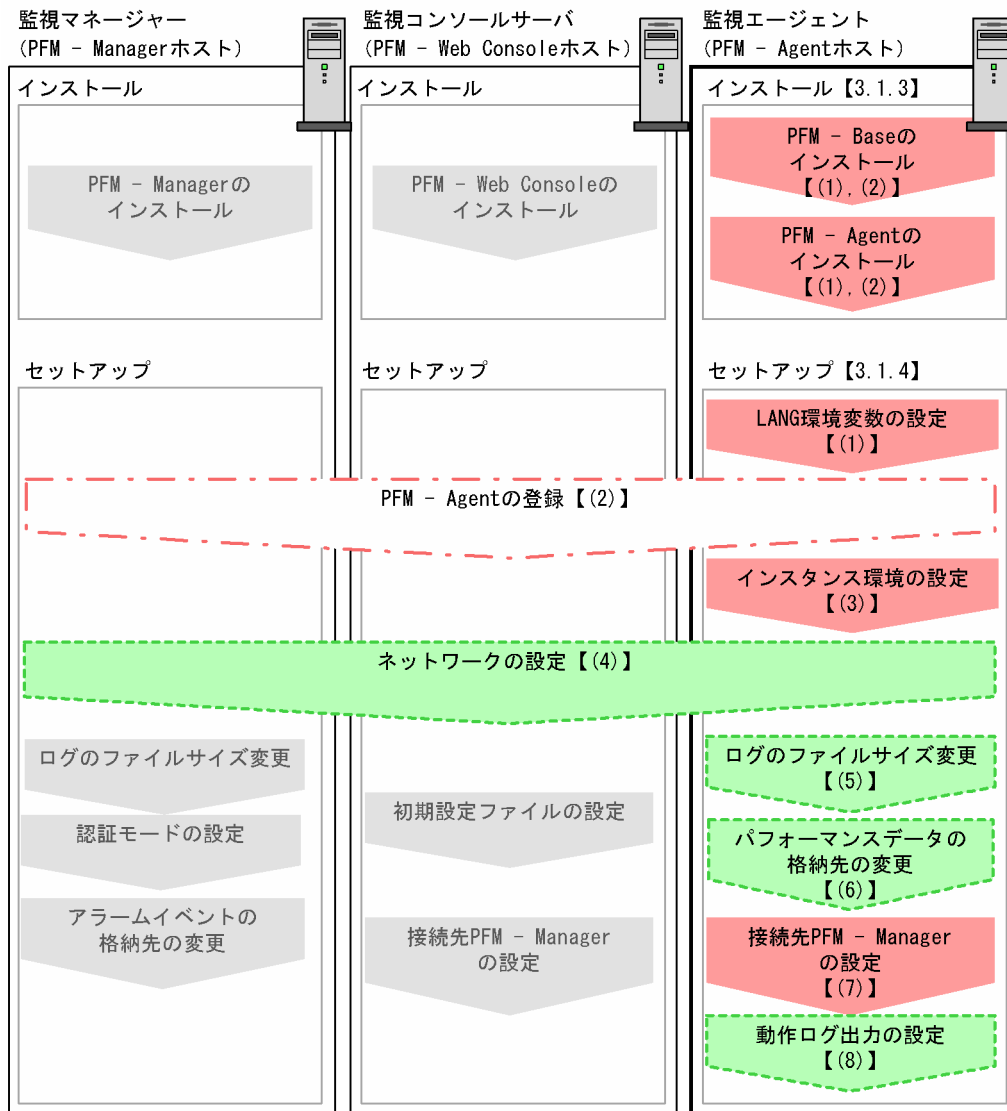 監視マネージャー
(PFM - Managerホスト)
監視コンソールサーバ
(PFM - Web Consoleホスト)
監視エージェント
(PFM - Agentホスト)
インストール
PFM - Managerの
インストール
インストール
PFM - Web Consoleの
インストール
インストール【3.1.3】
PFM - Baseの
インストール
【(1),(2)】
PFM - Agentの
インストール
【(1),(2)】
セットアップ
セットアップ
セットアップ【3.1.4】
LANG環境変数の設定
【(1)】
PFM - Agentの登録【(2)】
インスタンス環境の設定
【(3)】
ネットワークの設定【(4)】
ログのファイルサイズ変更
認証モードの設定
アラームイベントの
格納先の変更
初期設定ファイルの設定
接続先PFM - Manager
の設定
ログのファイルサイズ変更
【(5)】
パフォーマンスデータの
格納先の変更
【(6)】
接続先PFM - Manager
の設定
【(7)】
動作ログ出力の設定
【(8)】